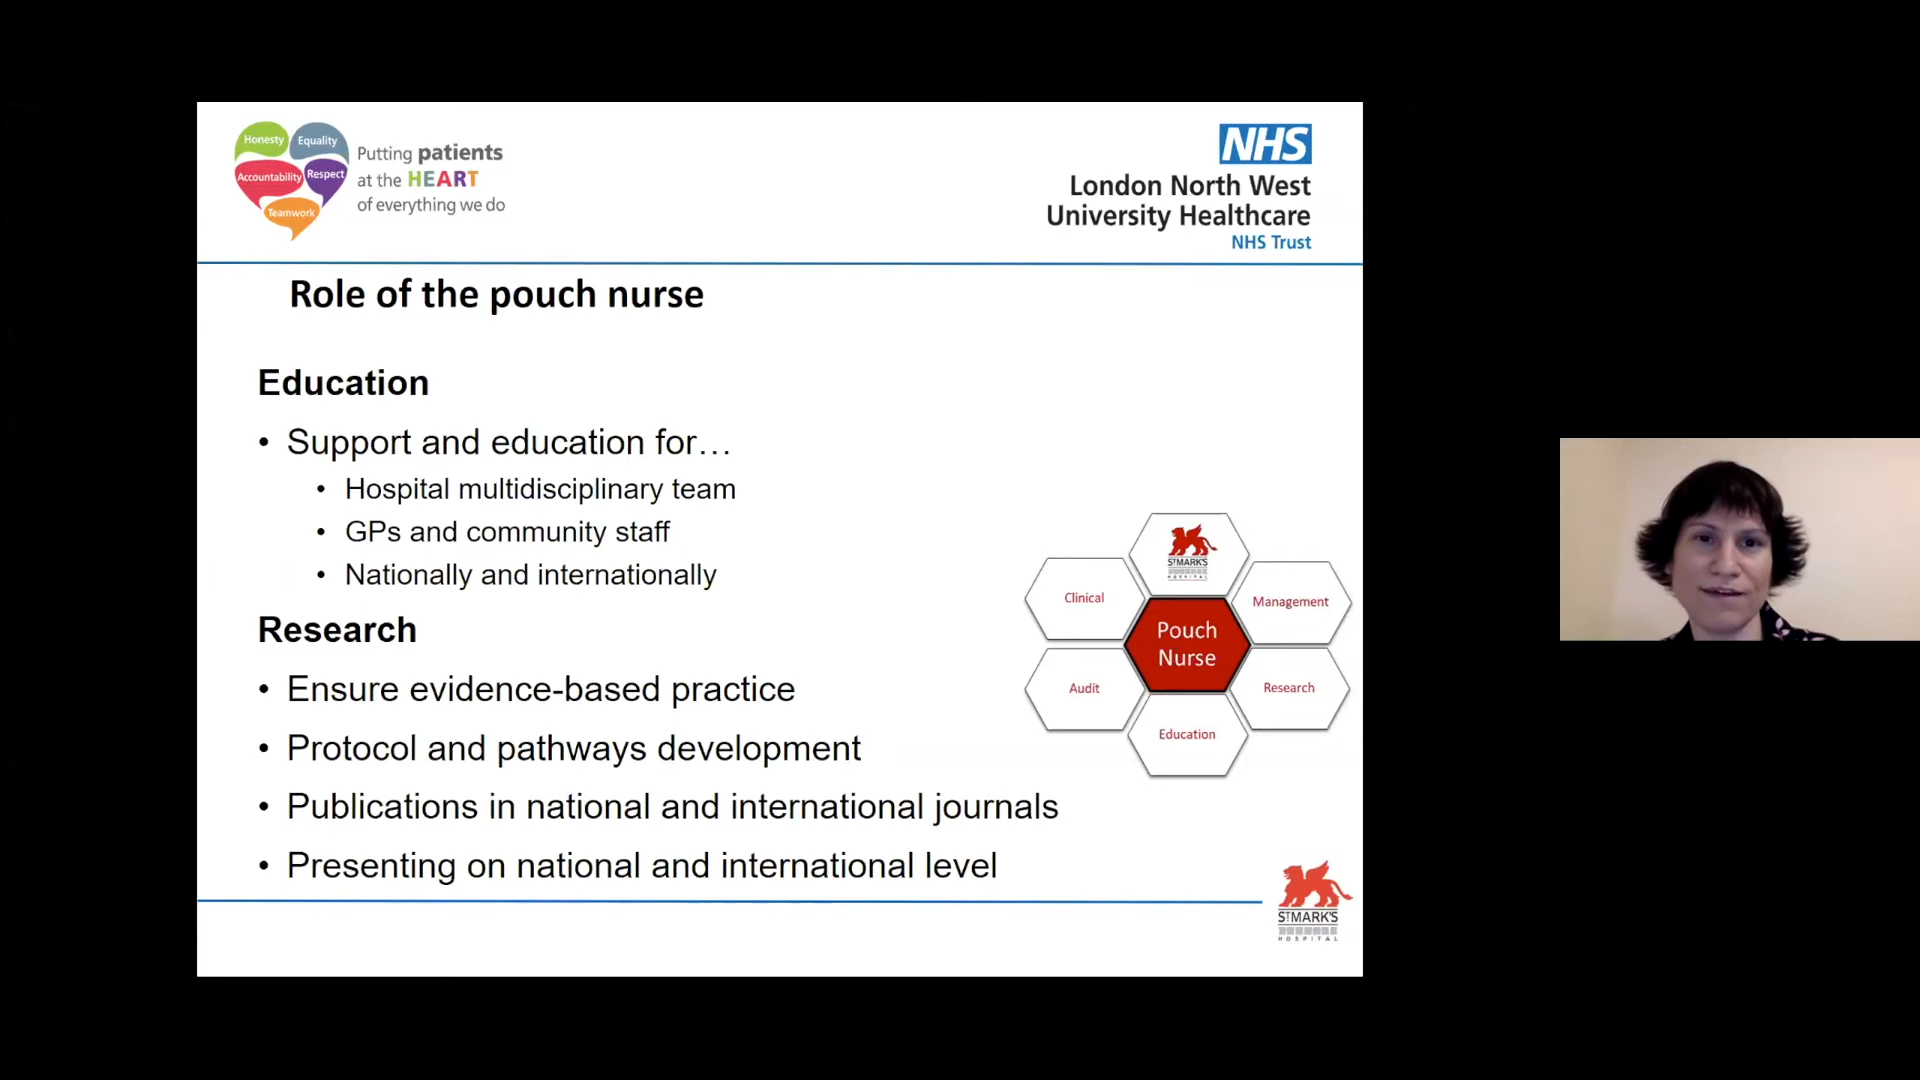 Honesty
Equality
Accountability
Respect
Teamwork
Putting patients
at the HEART
of everything we do
NHS
London North West
University Healthcare
NHS Trust
Role of the pouch nurse
Education
• Support and education for…
• Hospital multidisciplinary team
• GPs and community staff
• Nationally and internationally
Research
• Ensure evidence-based practice
• Protocol and pathways development
• Publications in national and international journals
• Presenting on national and international level
ST MARK'S
HOSPITAL
Clinical
Management
Pouch
Nurse
Audit
Research
Education
ST MARK'S
HOSPITAL